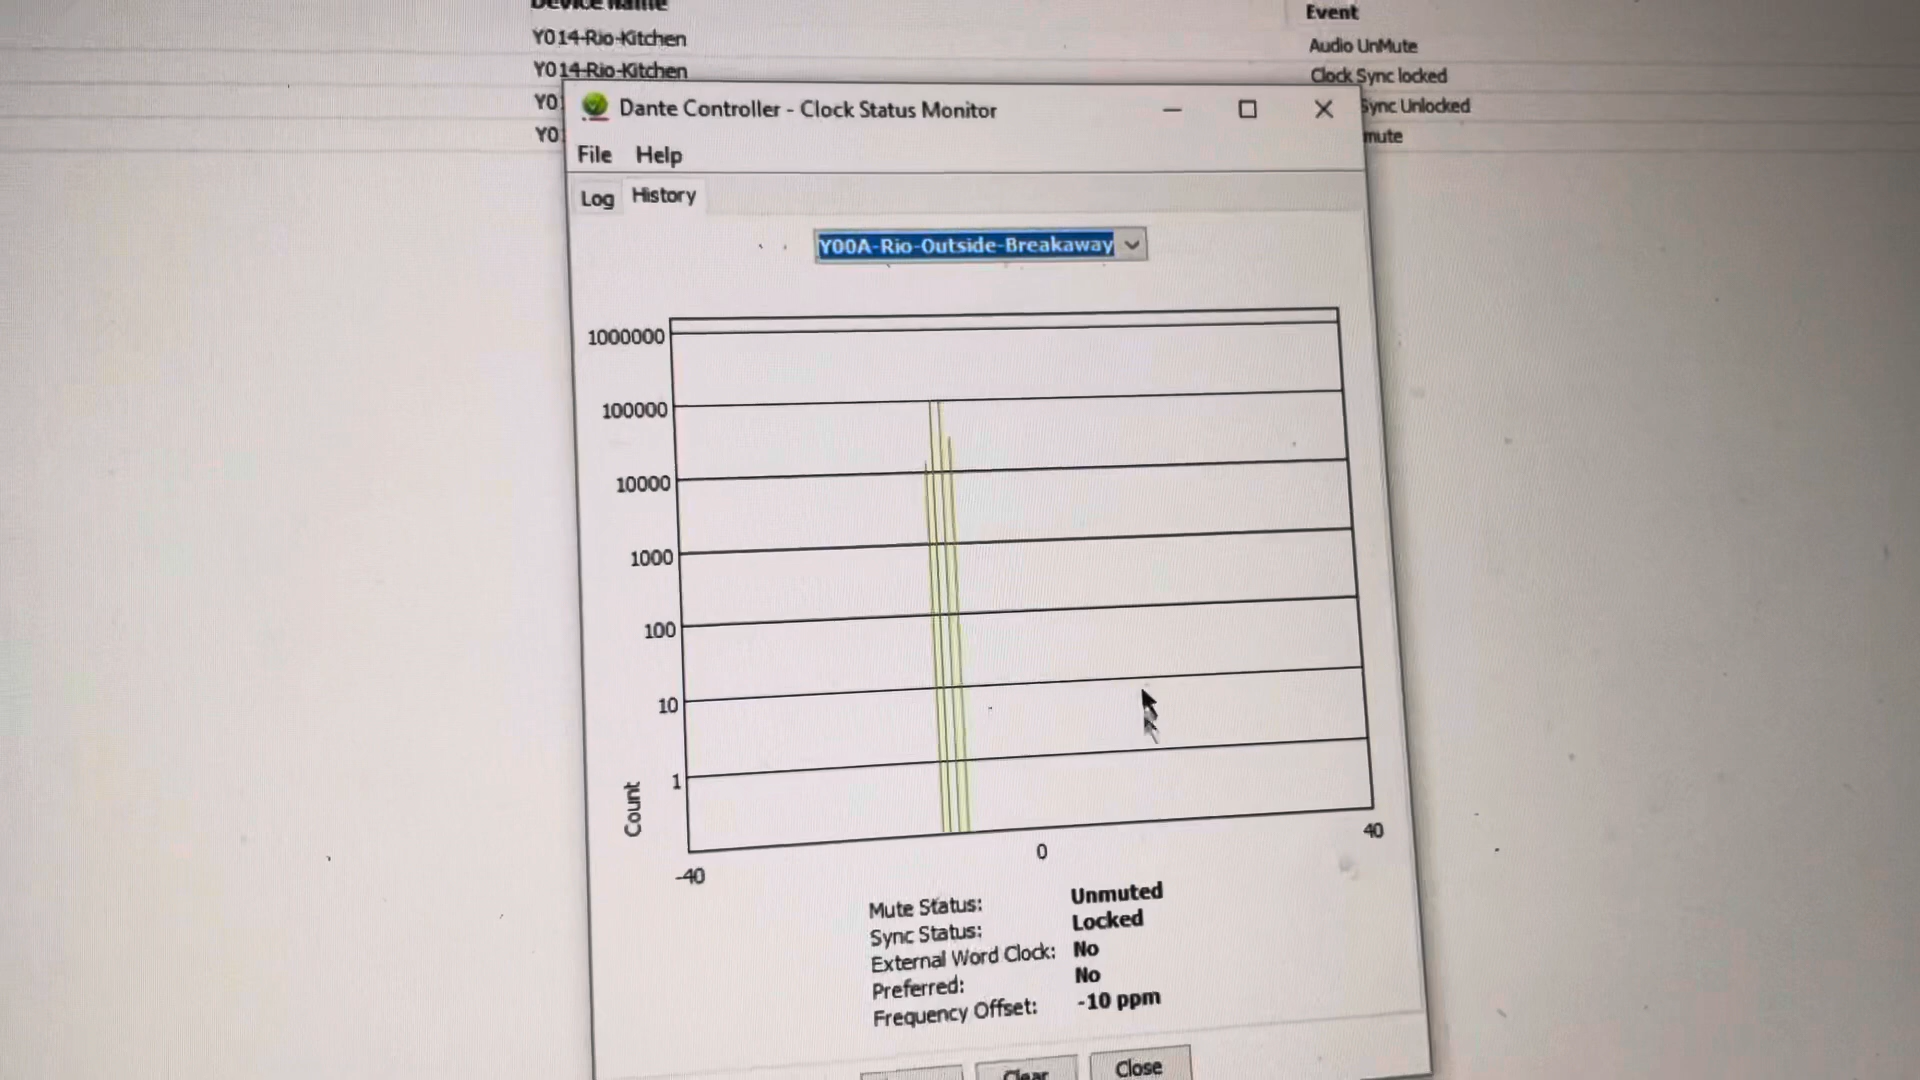 Device Name
Event
Y014-Rio-Kitchen
Audio UnMute
Y014-Rio-Kitchen
Clock Sync locked
Y0
Sync Unlocked
Y0
mute
Dante Controller - Clock Status Monitor
File Help
Log History
Y00A-Rio-Outside-Breakaway
1000000
100000
10000
1000
100
10
1
Count
-40 0 40
Mute Status: Unmuted
Sync Status: Locked
External Word Clock: No
Preferred: No
Frequency Offset: -10 ppm
Clear Close